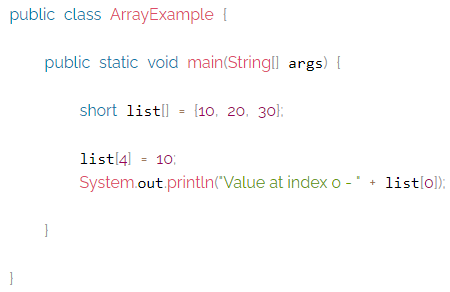 public class ArrayExample {
public static void main(String[] args) {
short list[] = {10, 20, 30};
list[4] = 10;
System.out.println("Value at index 0 - " + list[0]);
}
}